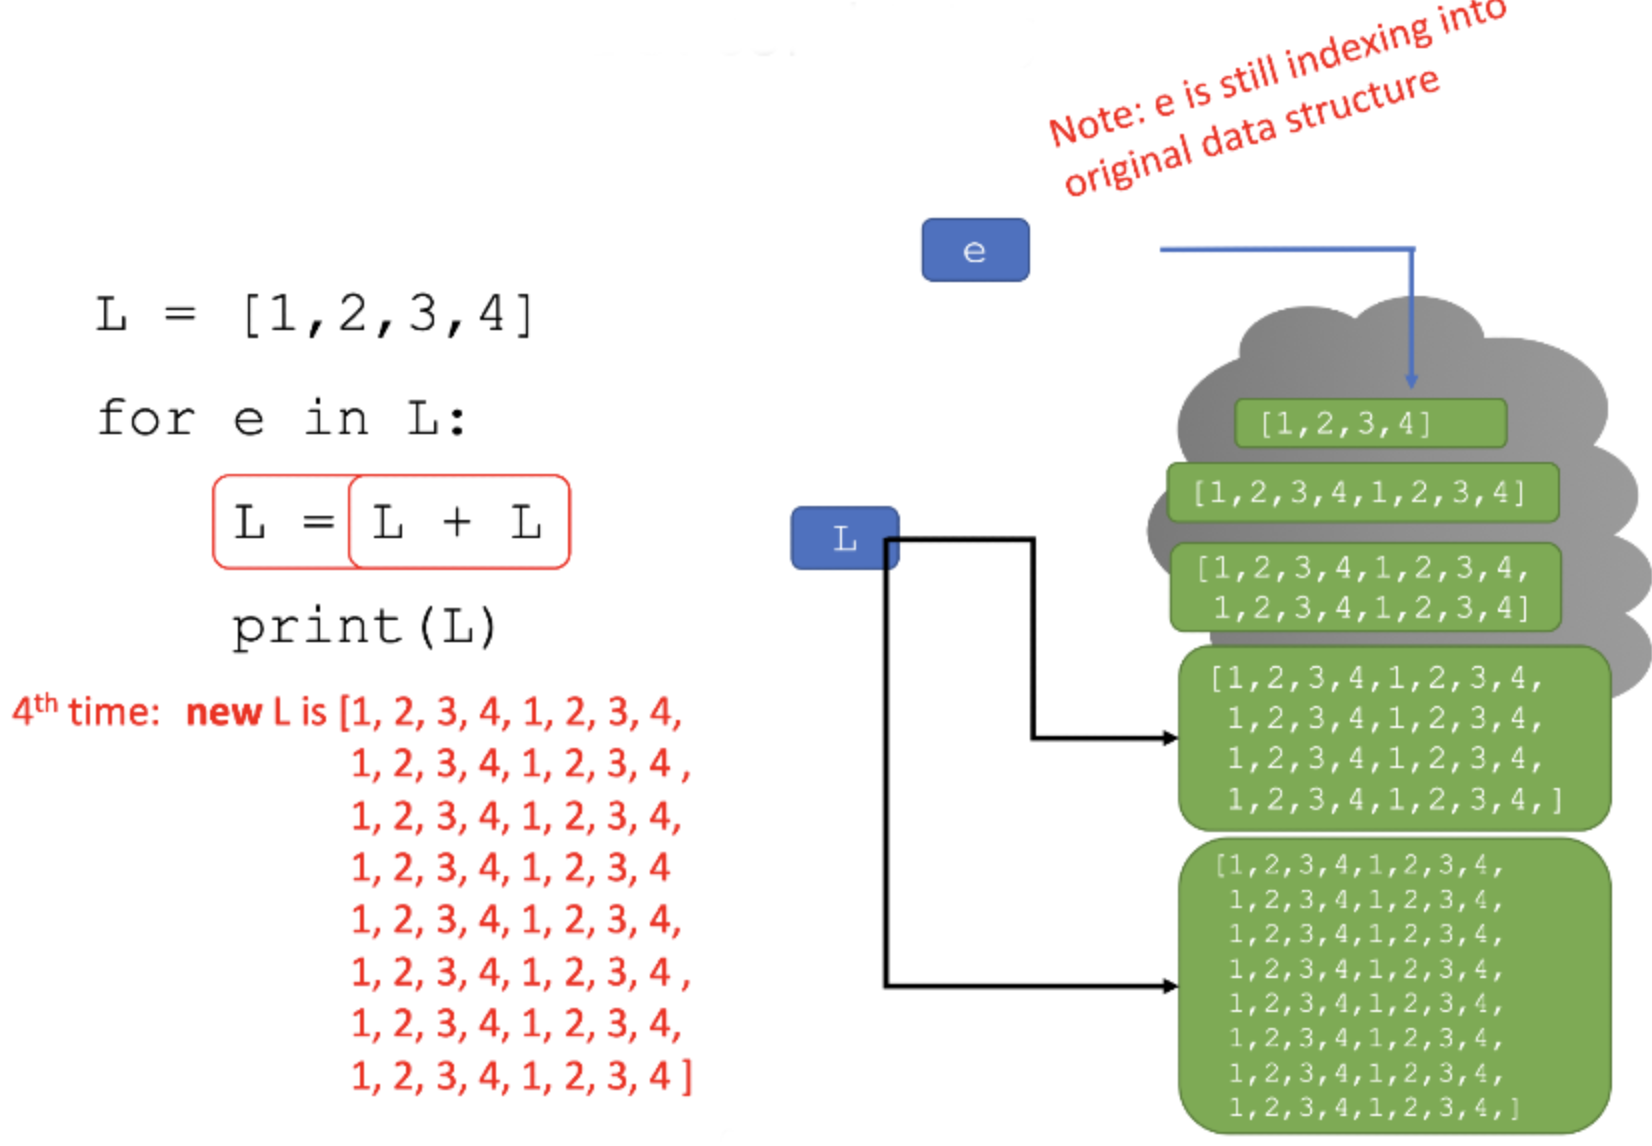 Note: e is still indexing into
original data structure
e
L = [1,2,3,4]
for e in L:
L = L + L
print(L)
4th time: new L is [1, 2, 3, 4, 1, 2, 3, 4,
1, 2, 3, 4, 1, 2, 3, 4 ,
1, 2, 3, 4, 1, 2, 3, 4,
1, 2, 3, 4, 1, 2, 3, 4
1, 2, 3, 4, 1, 2, 3, 4,
1, 2, 3, 4, 1, 2, 3, 4 ,
1, 2, 3, 4, 1, 2, 3, 4,
1, 2, 3, 4, 1, 2, 3, 4 ]
L
[1,2,3,4]
[1,2,3,4,1,2,3,4]
[1,2,3,4,1,2,3,4,
1,2,3,4,1,2,3,4]
[1,2,3,4,1,2,3,4,
1,2,3,4,1,2,3,4,
1,2,3,4,1,2,3,4,
1,2,3,4,1,2,3,4,]
[1,2,3,4,1,2,3,4,
1,2,3,4,1,2,3,4,
1,2,3,4,1,2,3,4,
1,2,3,4,1,2,3,4,
1,2,3,4,1,2,3,4,
1,2,3,4,1,2,3,4,
1,2,3,4,1,2,3,4,
1,2,3,4,1,2,3,4,]